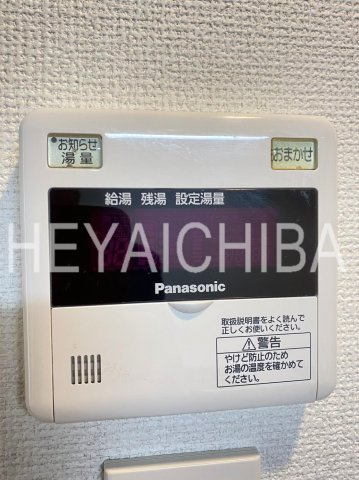 お知らせ
湯量
おまかせ
給湯 残湯 設定湯量
HEYAICHIBA
Panasonic
取扱説明書をよく読んで
正しくお使いください。
⚠警告
やけど防止のため
お湯の温度を確かめて
ください。